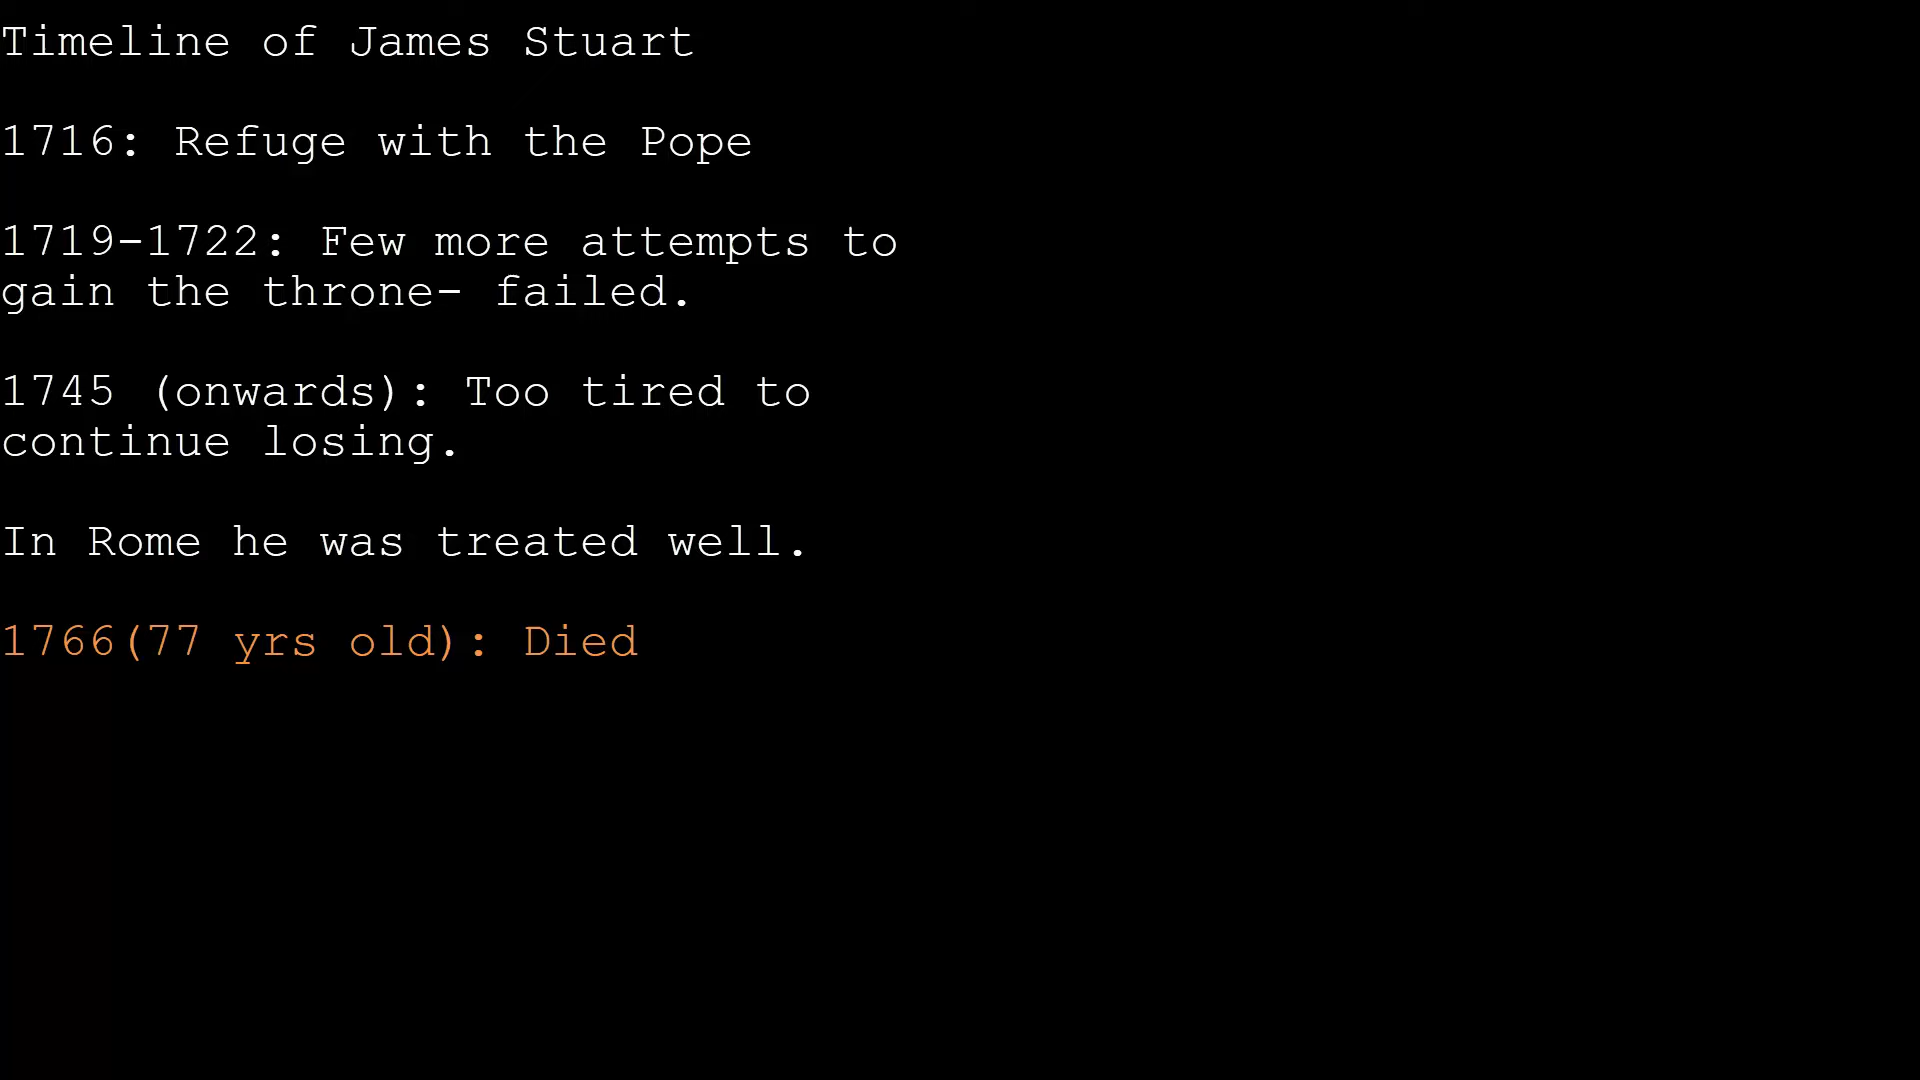 Timeline of James Stuart
1716: Refuge with the Pope
1719-1722: Few more attempts to
gain the throne- failed.
1745 (onwards): Too tired to
continue losing.
In Rome he was treated well.
1766(77 yrs old): Died